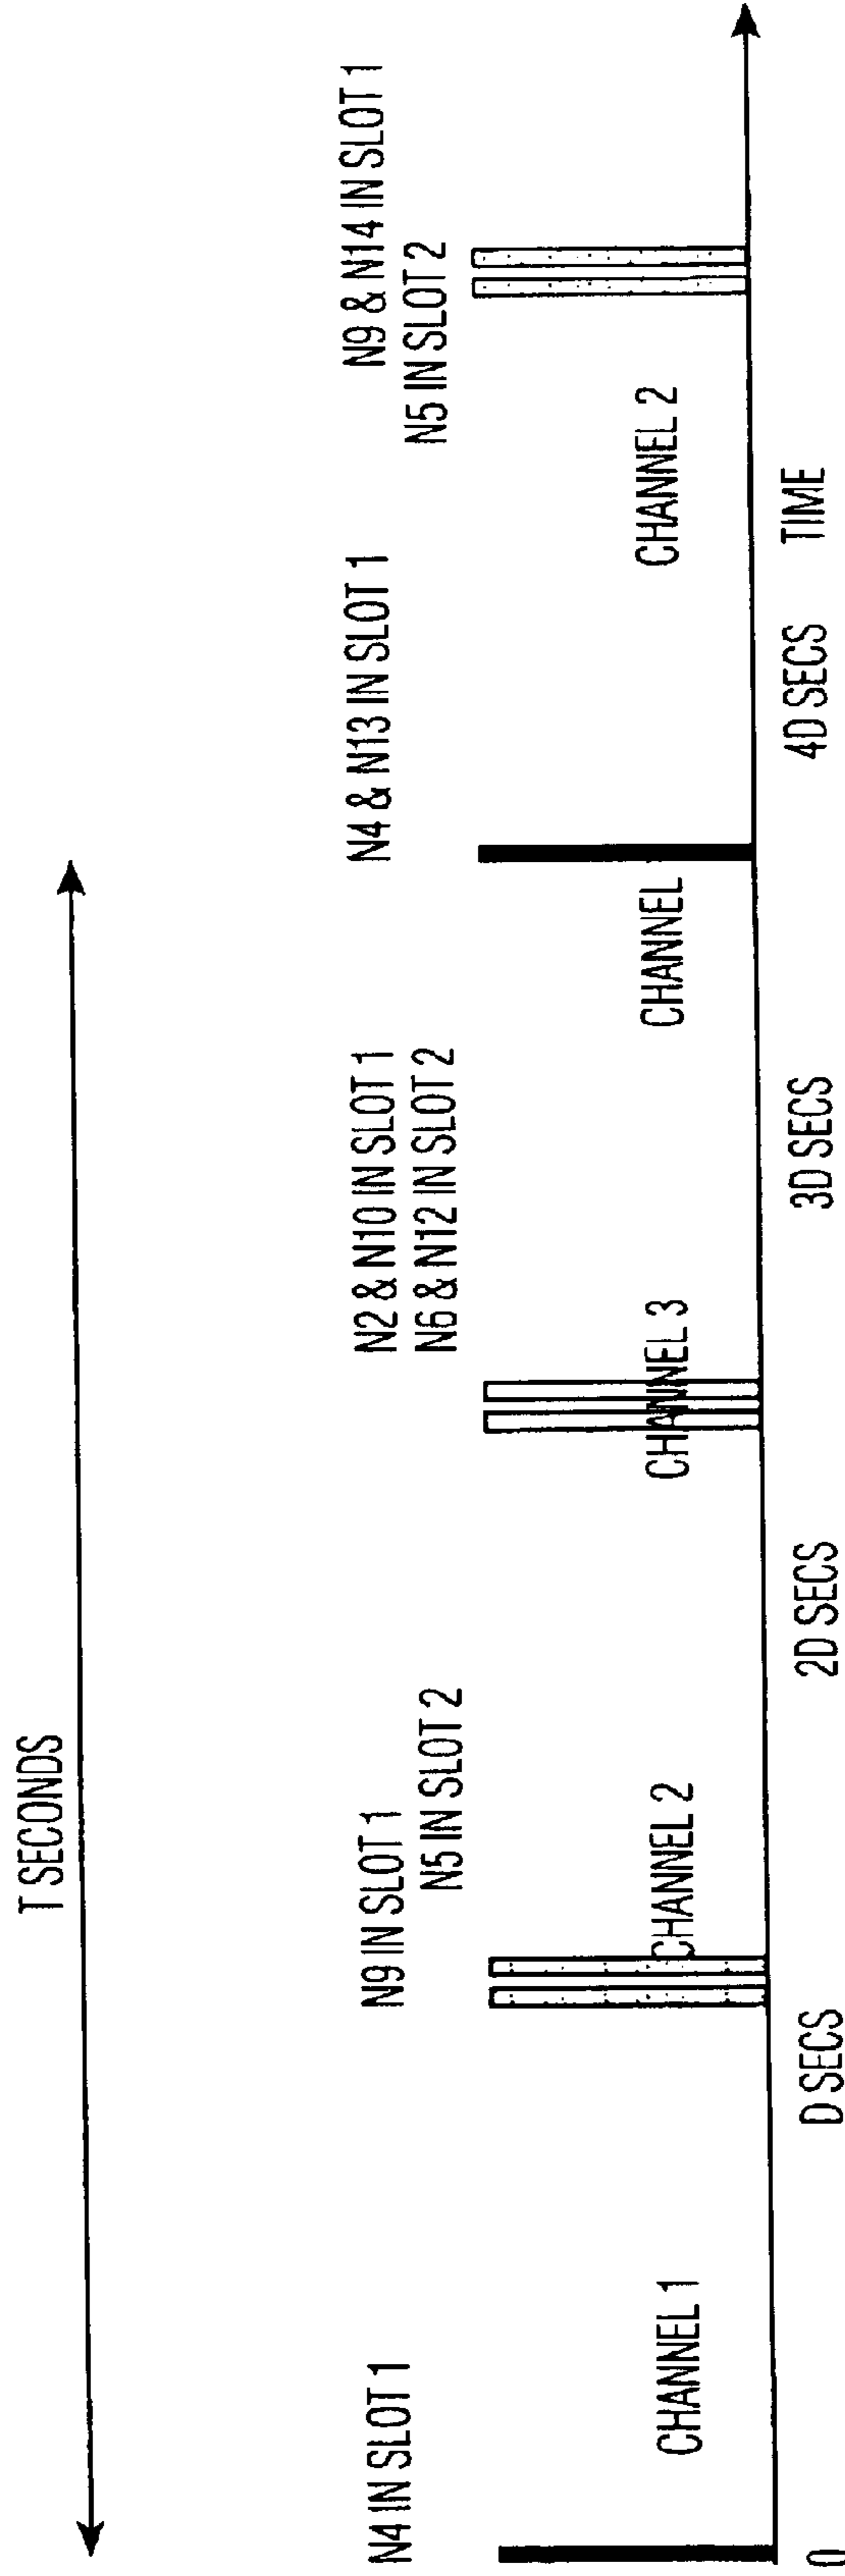 T SECONDS
N4 IN SLOT 1
N9 IN SLOT 1
N5 IN SLOT 2
N2 & N10 IN SLOT 1
N6 & N12 IN SLOT 2
N4 & N13 IN SLOT 1
N9 & N14 IN SLOT 1
N5 IN SLOT 2
CHANNEL 1
CHANNEL 2
CHANNEL 3
CHANNEL
CHANNEL 2
0
D SECS
2D SECS
3D SECS
4D SECS
TIME